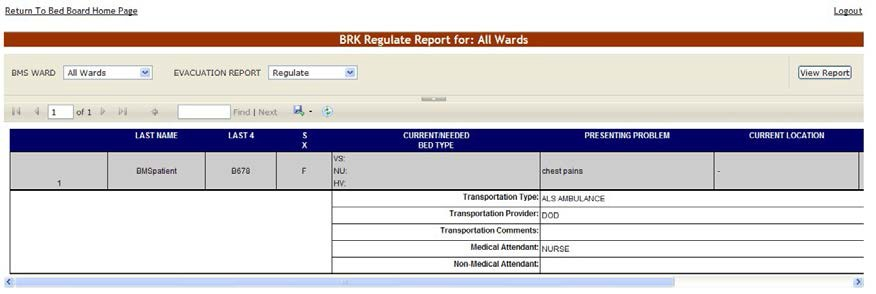 Return To Bed Board Home Page Logout
BRK Regulate Report for: All Wards
BMS WARD All Wards EVACUATION REPORT Regulate View Report
1 of 1 Find | Next
LAST NAME LAST 4 S X CURRENT/NEEDED BED TYPE PRESENTING PROBLEM CURRENT LOCATION
1 BMSpatient B678 F VS: NU: HV: chest pains -
Transportation Type: ALS AMBULANCE
Transportation Provider: DOD
Transportation Comments:
Medical Attendant: NURSE
Non-Medical Attendant: